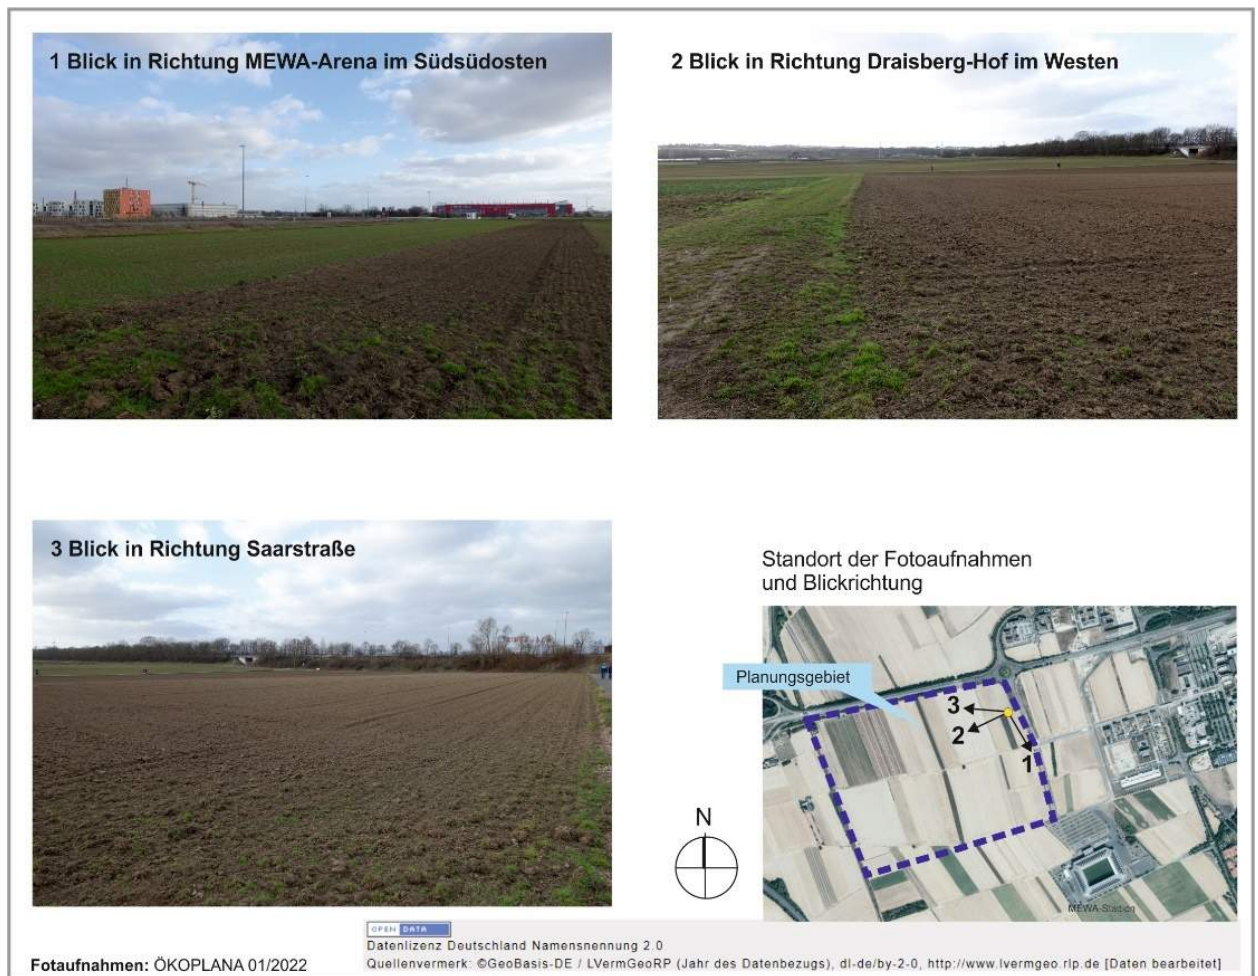 1 Blick in Richtung MEWA-Arena im Südsüdosten
2 Blick in Richtung Draisberg-Hof im Westen
3 Blick in Richtung Saarstraße
Standort der Fotoaufnahmen
und Blickrichtung
Planungsgebiet
3
2
1
N
MEWA-Stadion
OPEN DATA
Datenlizenz Deutschland Namensnennung 2.0
Quellenvermerk: ©GeoBasis-DE / LVermGeoRP (Jahr des Datenbezugs), dl-de/by-2-0, http://www.lvermgeo.rlp.de [Daten bearbeitet]
Fotaufnahmen: ÖKOPLANA 01/2022